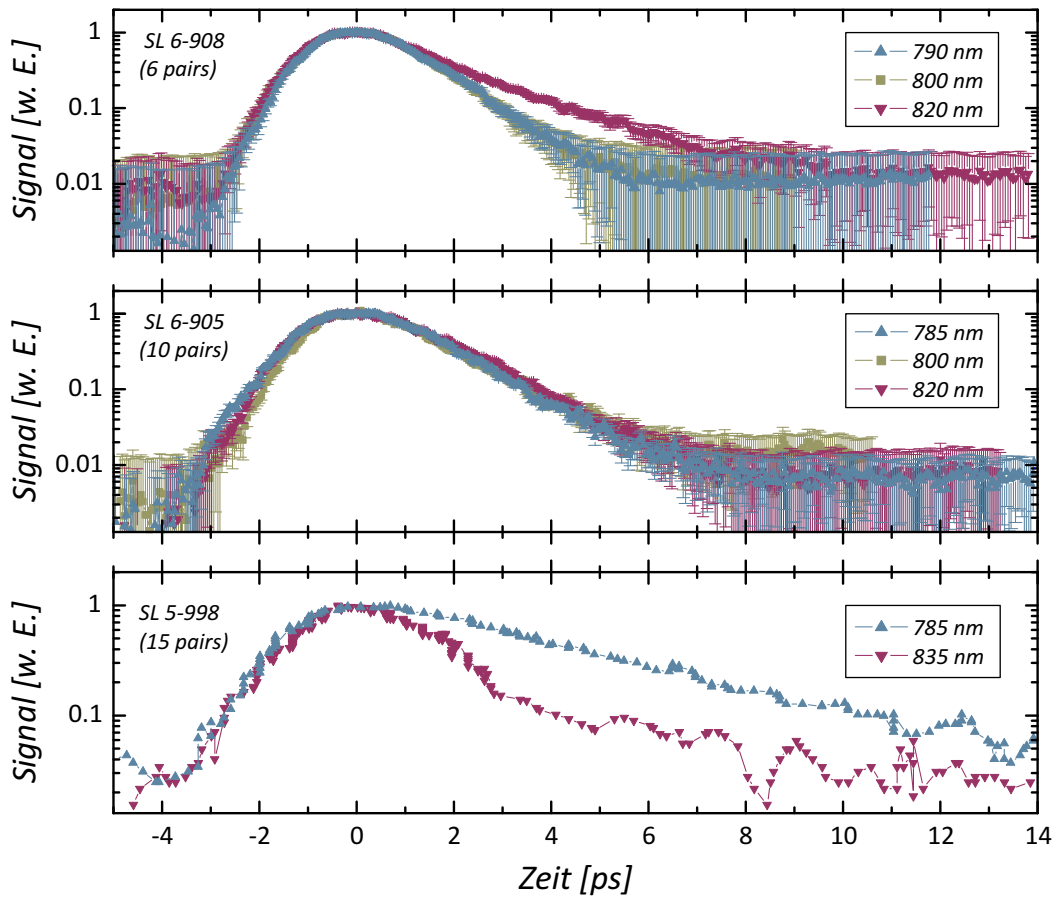 SL 6-908
(6 pairs)
790 nm
800 nm
820 nm
1
0.1
0.01
Signal [w. E.]
SL 6-905
(10 pairs)
785 nm
800 nm
820 nm
1
0.1
0.01
Signal [w. E.]
SL 5-998
(15 pairs)
785 nm
835 nm
1
0.1
Signal [w. E.]
-4 -2 0 2 4 6 8 10 12 14
Zeit [ps]